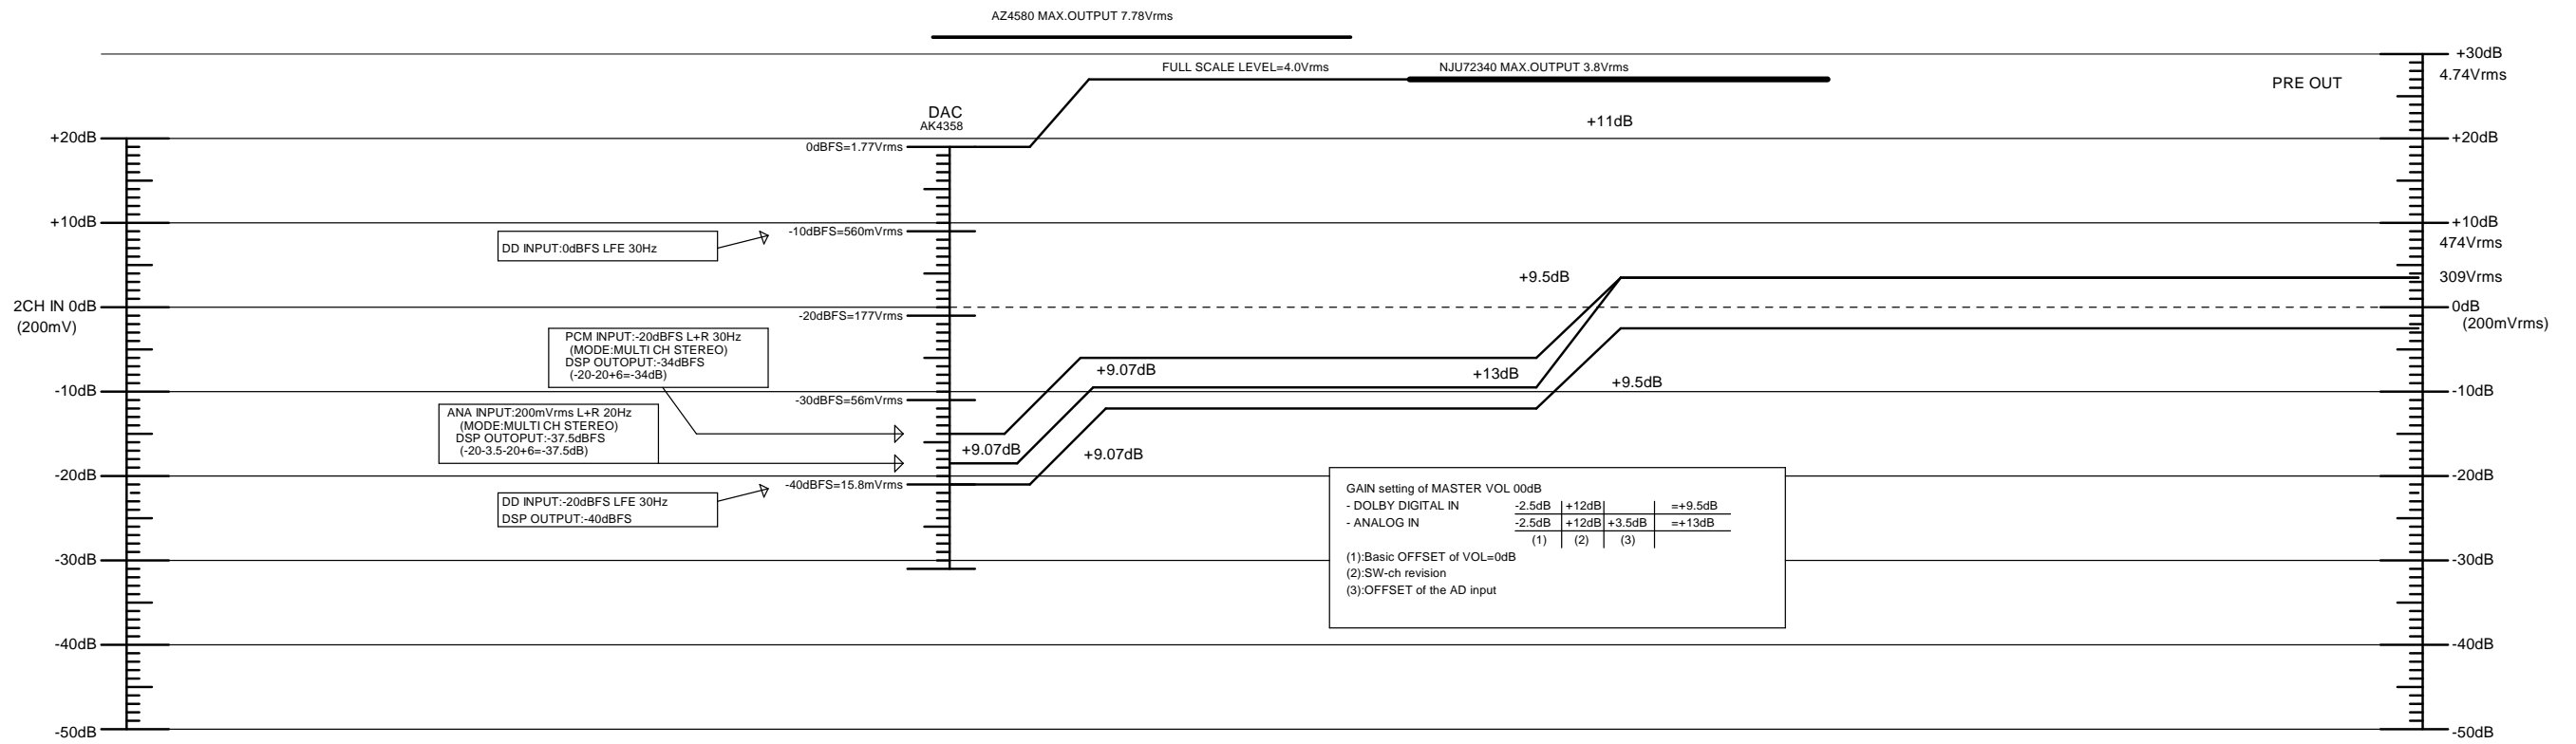 AZ4580 MAX.OUTPUT 7.78Vrms
+30dB
FULL SCALE LEVEL=4.0Vrms
NJU72340 MAX.OUTPUT 3.8Vrms
4.74Vrms
PRE OUT
DAC
AK4358
+11dB
+20dB
+20dB
0dBFS=1.77Vrms
+10dB
+10dB
-10dBFS=560mVrms
474Vrms
DD INPUT:0dBFS LFE 30Hz
+9.5dB
309Vrms
2CH IN 0dB
(200mV)
0dB
(200mVrms)
-20dBFS=177Vrms
PCM INPUT:-20dBFS L+R 30Hz
(MODE:MULTI CH STEREO)
DSP OUTOPUT:-34dBFS
(-20-20+6=-34dB)
+9.07dB
+13dB
+9.5dB
-10dB
-10dB
-30dBFS=56mVrms
ANA INPUT:200mVrms L+R 20Hz
(MODE:MULTI CH STEREO)
DSP OUTOPUT:-37.5dBFS
(-20-3.5-20+6=-37.5dB)
+9.07dB
+9.07dB
-20dB
-20dB
-40dBFS=15.8mVrms
DD INPUT:-20dBFS LFE 30Hz
DSP OUTPUT:-40dBFS
GAIN setting of MASTER VOL 00dB
- DOLBY DIGITAL IN -2.5dB +12dB =+9.5dB
- ANALOG IN -2.5dB +12dB +3.5dB =+13dB
(1) (2) (3)
(1):Basic OFFSET of VOL=0dB
(2):SW-ch revision
(3):OFFSET of the AD input
-30dB
-30dB
-40dB
-40dB
-50dB
-50dB